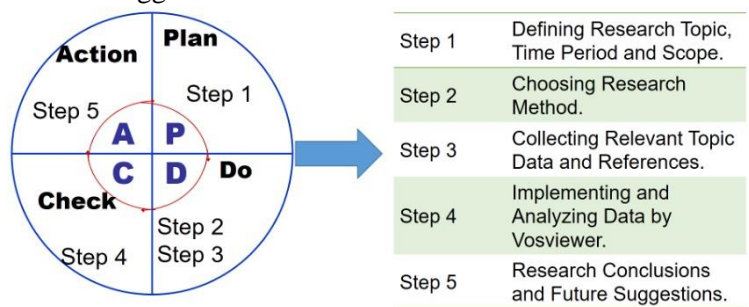 Action
Plan
Step 5
Step 1
A
P
C
D
Do
Check
Step 2
Step 4
Step 3
Step 1
Defining Research Topic,
Time Period and Scope.
Step 2
Choosing Research
Method.
Step 3
Collecting Relevant Topic
Data and References.
Step 4
Implementing and
Analyzing Data by
Vosviewer.
Step 5
Research Conclusions
and Future Suggestions.